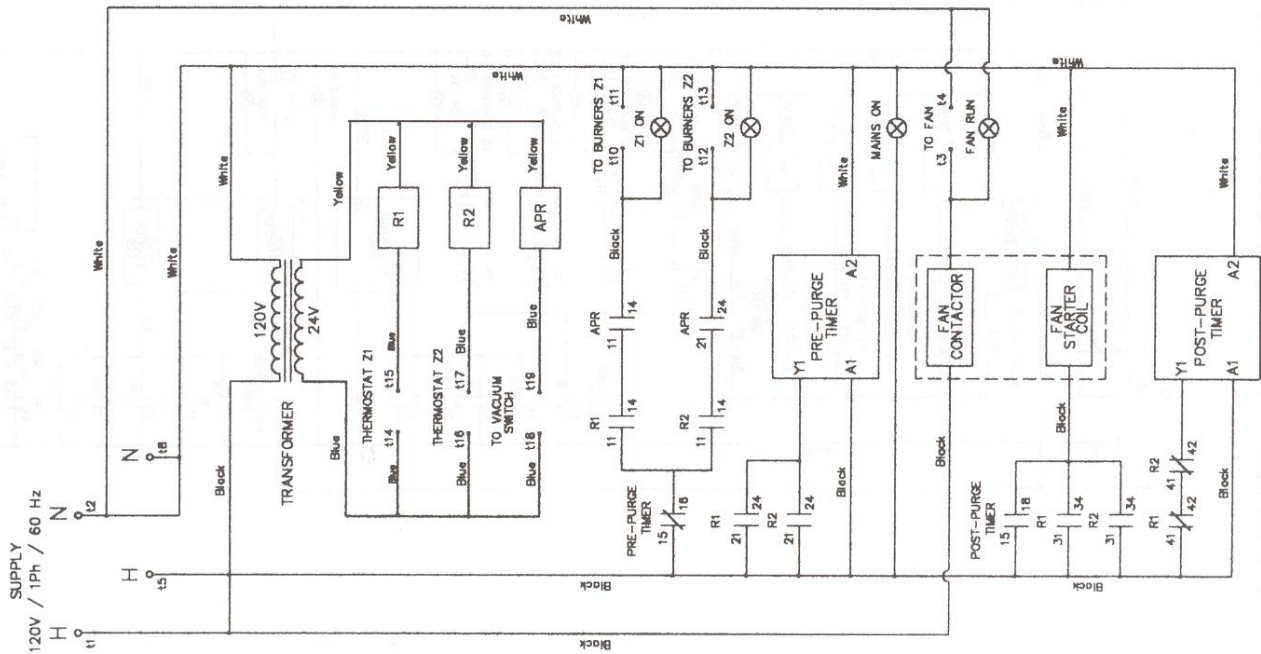 SUPPLY
120V / 1Ph / 60 Hz
H
t1
H
t5
N
t2
N
t6
Black
Black
White
White
White
White
Black
TRANSFORMER
120V
24V
White
Yellow
Blue
THERMOSTAT Z1
t14
t15
Blue
Blue
R1
Yellow
THERMOSTAT Z2
t16
t17
Blue
Blue
R2
Yellow
TO VACUUM
SWITCH
t18
t19
Blue
Blue
APR
Yellow
PRE-PURGE
TIMER
15
16
R1
11
14
APR
11
14
Black
TO BURNERS Z1
t10
t11
Z1 ON
R2
11
14
APR
21
24
Black
TO BURNERS Z2
t12
t13
Z2 ON
R1
21
24
R2
21
24
Y1
PRE-PURGE
TIMER
A1
A2
Black
White
MAINS ON
Black
FAN
CONTACTOR
TO FAN
t3
t4
FAN RUN
POST-PURGE
TIMER
15
18
R1
31
34
R2
31
34
Black
FAN
STARTER
COIL
White
White
Black
R1
41
42
R2
41
42
Y1
POST-PURGE
TIMER
A1
A2
Black
White